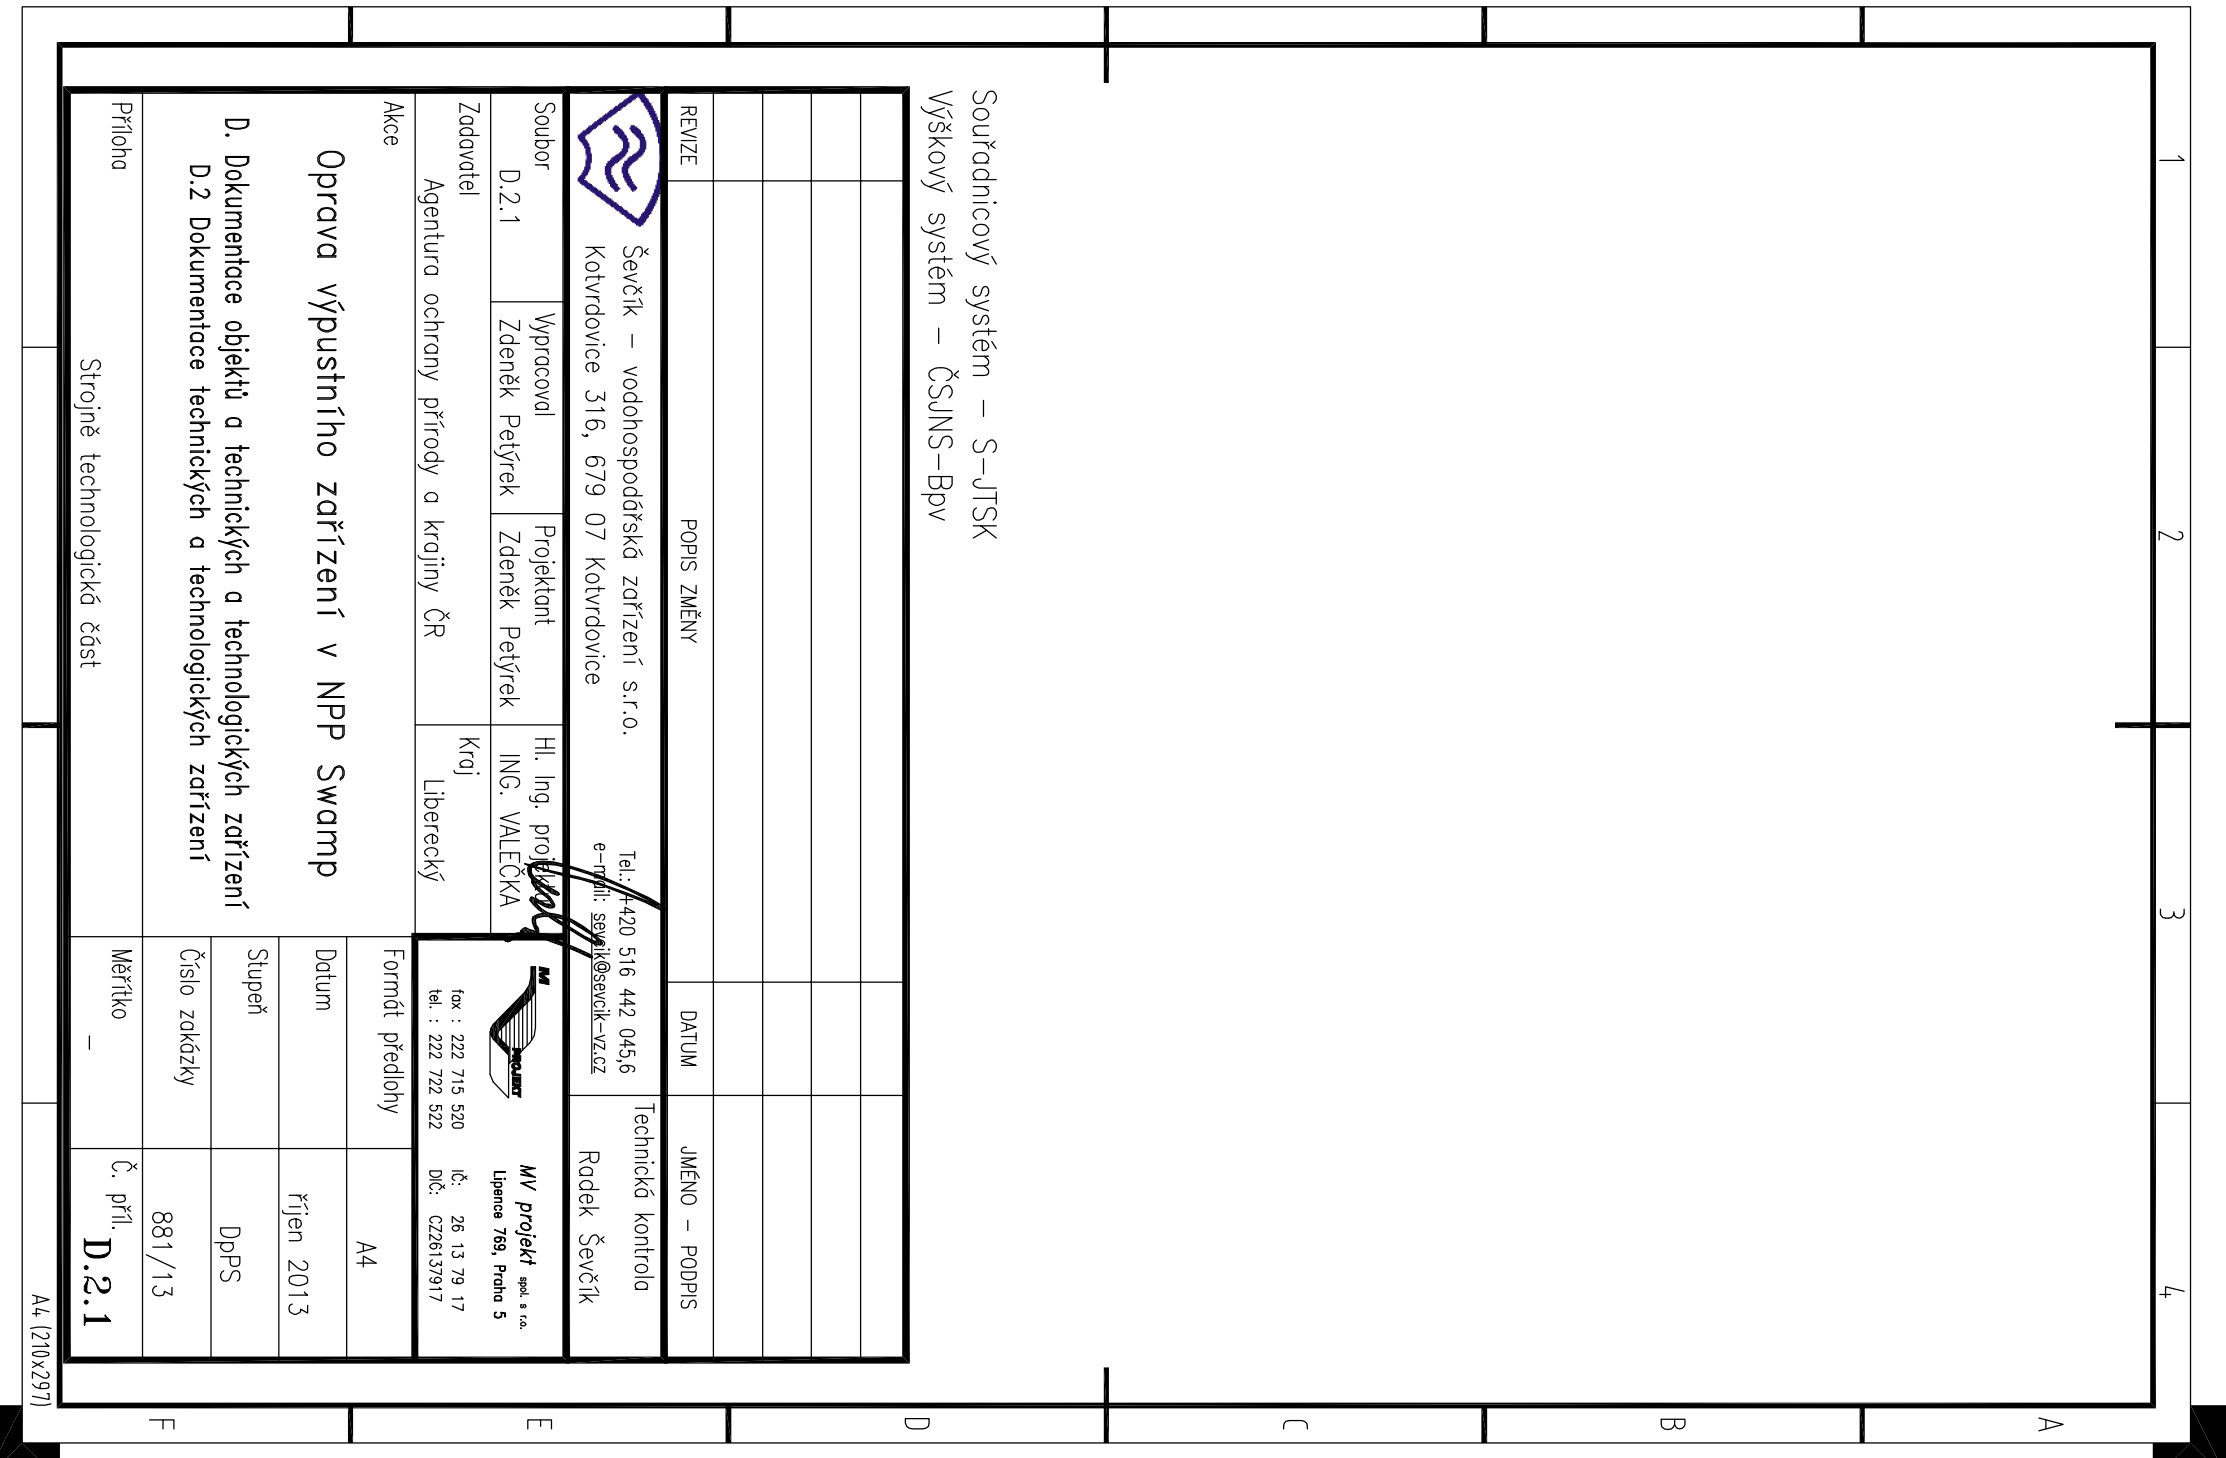 1
2
3
4
A
B
C
D
E
F
Souřadnicový systém – S–JTSK
Výškový systém – ČSJNS–Bpv
REVIZE
POPIS ZMĚNY
DATUM
JMÉNO – PODPIS
Ševčík – vodohospodářská zařízení s.r.o.
Kotvrdovice 316, 679 07 Kotvrdovice
Tel.: +420 516 442 045,6
e–mail: sevcik@sevcik–vz.cz
Technická kontrola
Radek Ševčík
Soubor
D.2.1
Vypracoval
Zdeněk Petýrek
Projektant
Zdeněk Petýrek
Hl. Ing. projektu
ING. VALEČKA
M
PROJEKT
MV projekt spol. s r.o.
Lipence 769, Praha 5
fax : 222 715 520
IČ: 26 13 79 17
tel. : 222 722 522
DIČ: CZ26137917
Zadavatel
Agentura ochrany přírody a krajiny ČR
Kraj
Liberecký
Akce
Oprava výpustního zařízení v NPP Swamp
D. Dokumentace objektů a technických a technologických zařízení
D.2 Dokumentace technických a technologických zařízení
Formát předlohy
A4
Datum
říjen 2013
Stupeň
DpPS
Číslo zakázky
881/13
Příloha
Strojně technologická část
Měřítko
–
Č. příl.
D.2.1
A4 (210x297)